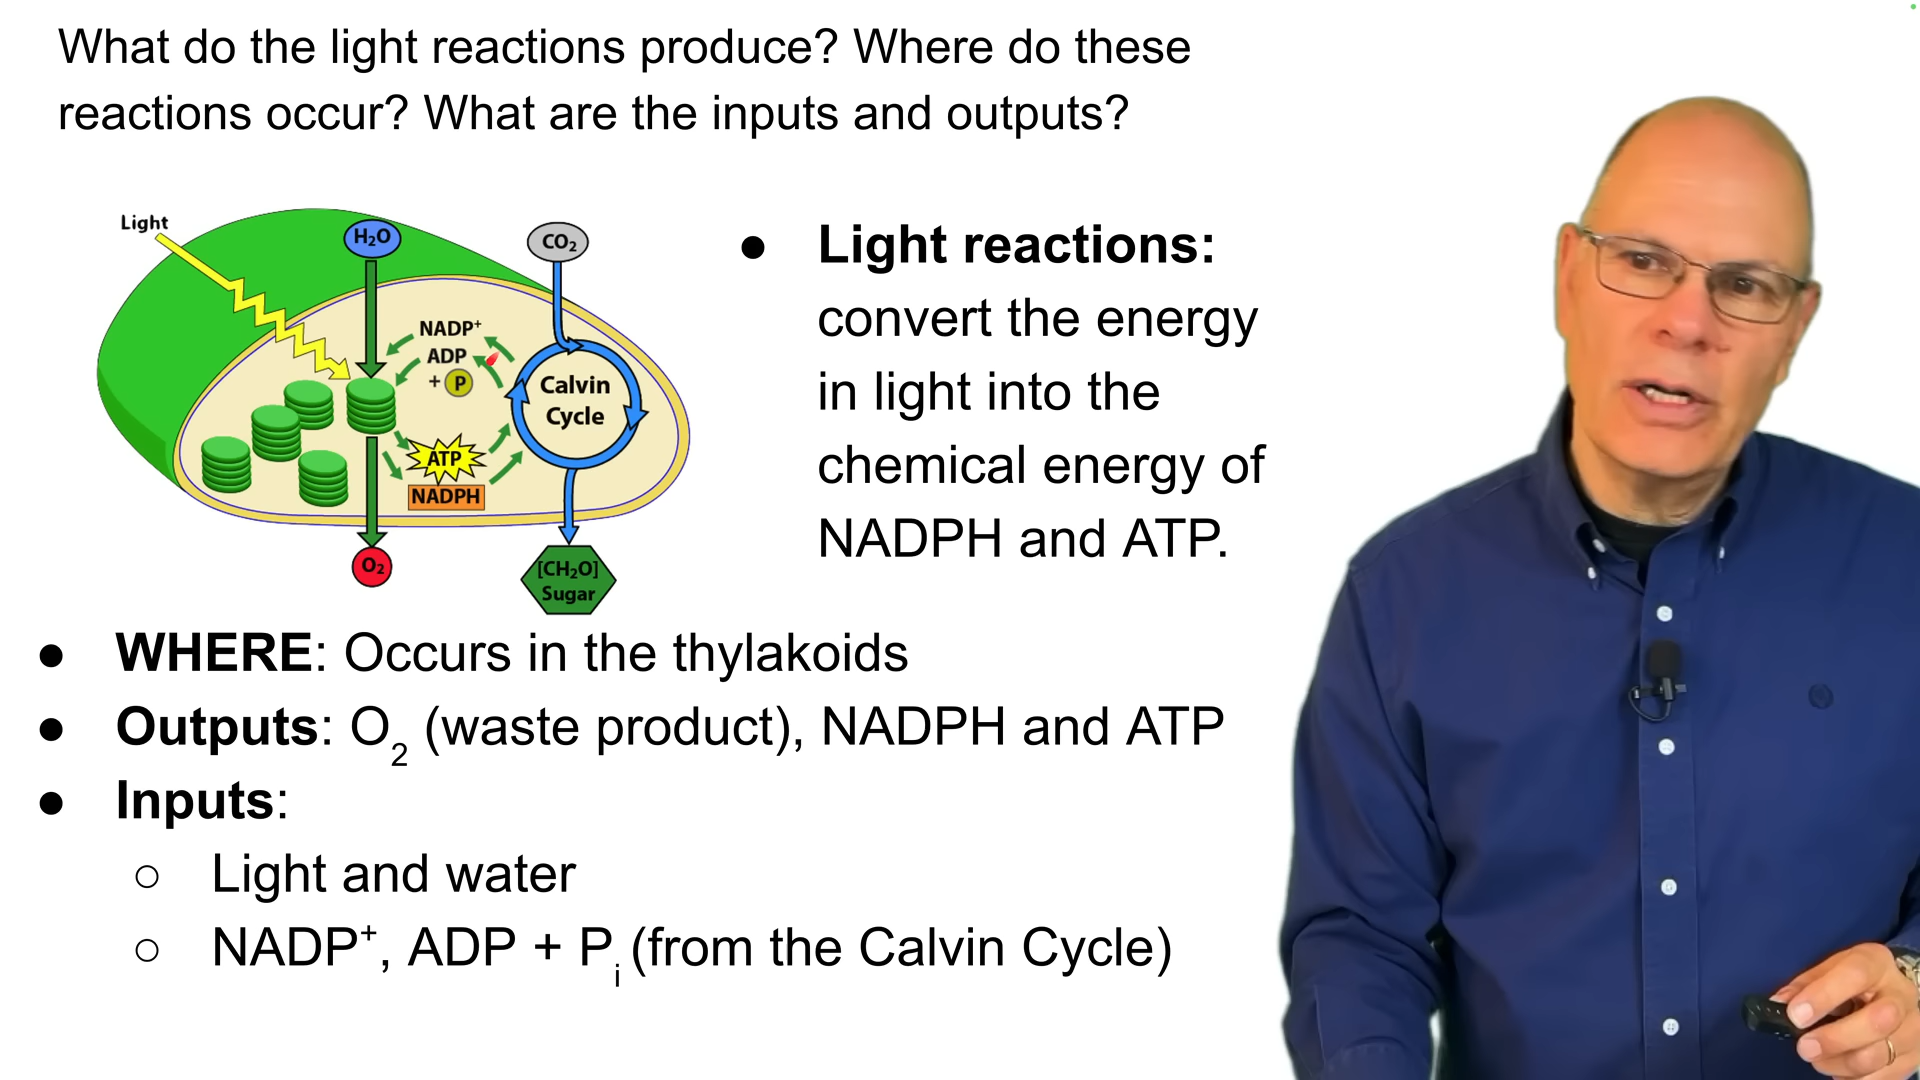 What do the light reactions produce? Where do these
reactions occur? What are the inputs and outputs?
Light
H₂O
CO₂
NADP⁺
ADP
+ P
Calvin
Cycle
ATP
NADPH
O₂
[CH₂O]
Sugar
● Light reactions:
convert the energy
in light into the
chemical energy of
NADPH and ATP.
● WHERE: Occurs in the thylakoids
● Outputs: O₂ (waste product), NADPH and ATP
● Inputs:
○ Light and water
○ NADP⁺, ADP + Pᵢ (from the Calvin Cycle)